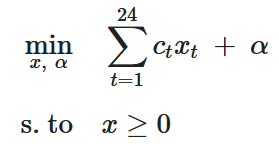 min x, α ∑ t=1 24 c_t x_t + α
s. to x ≥ 0